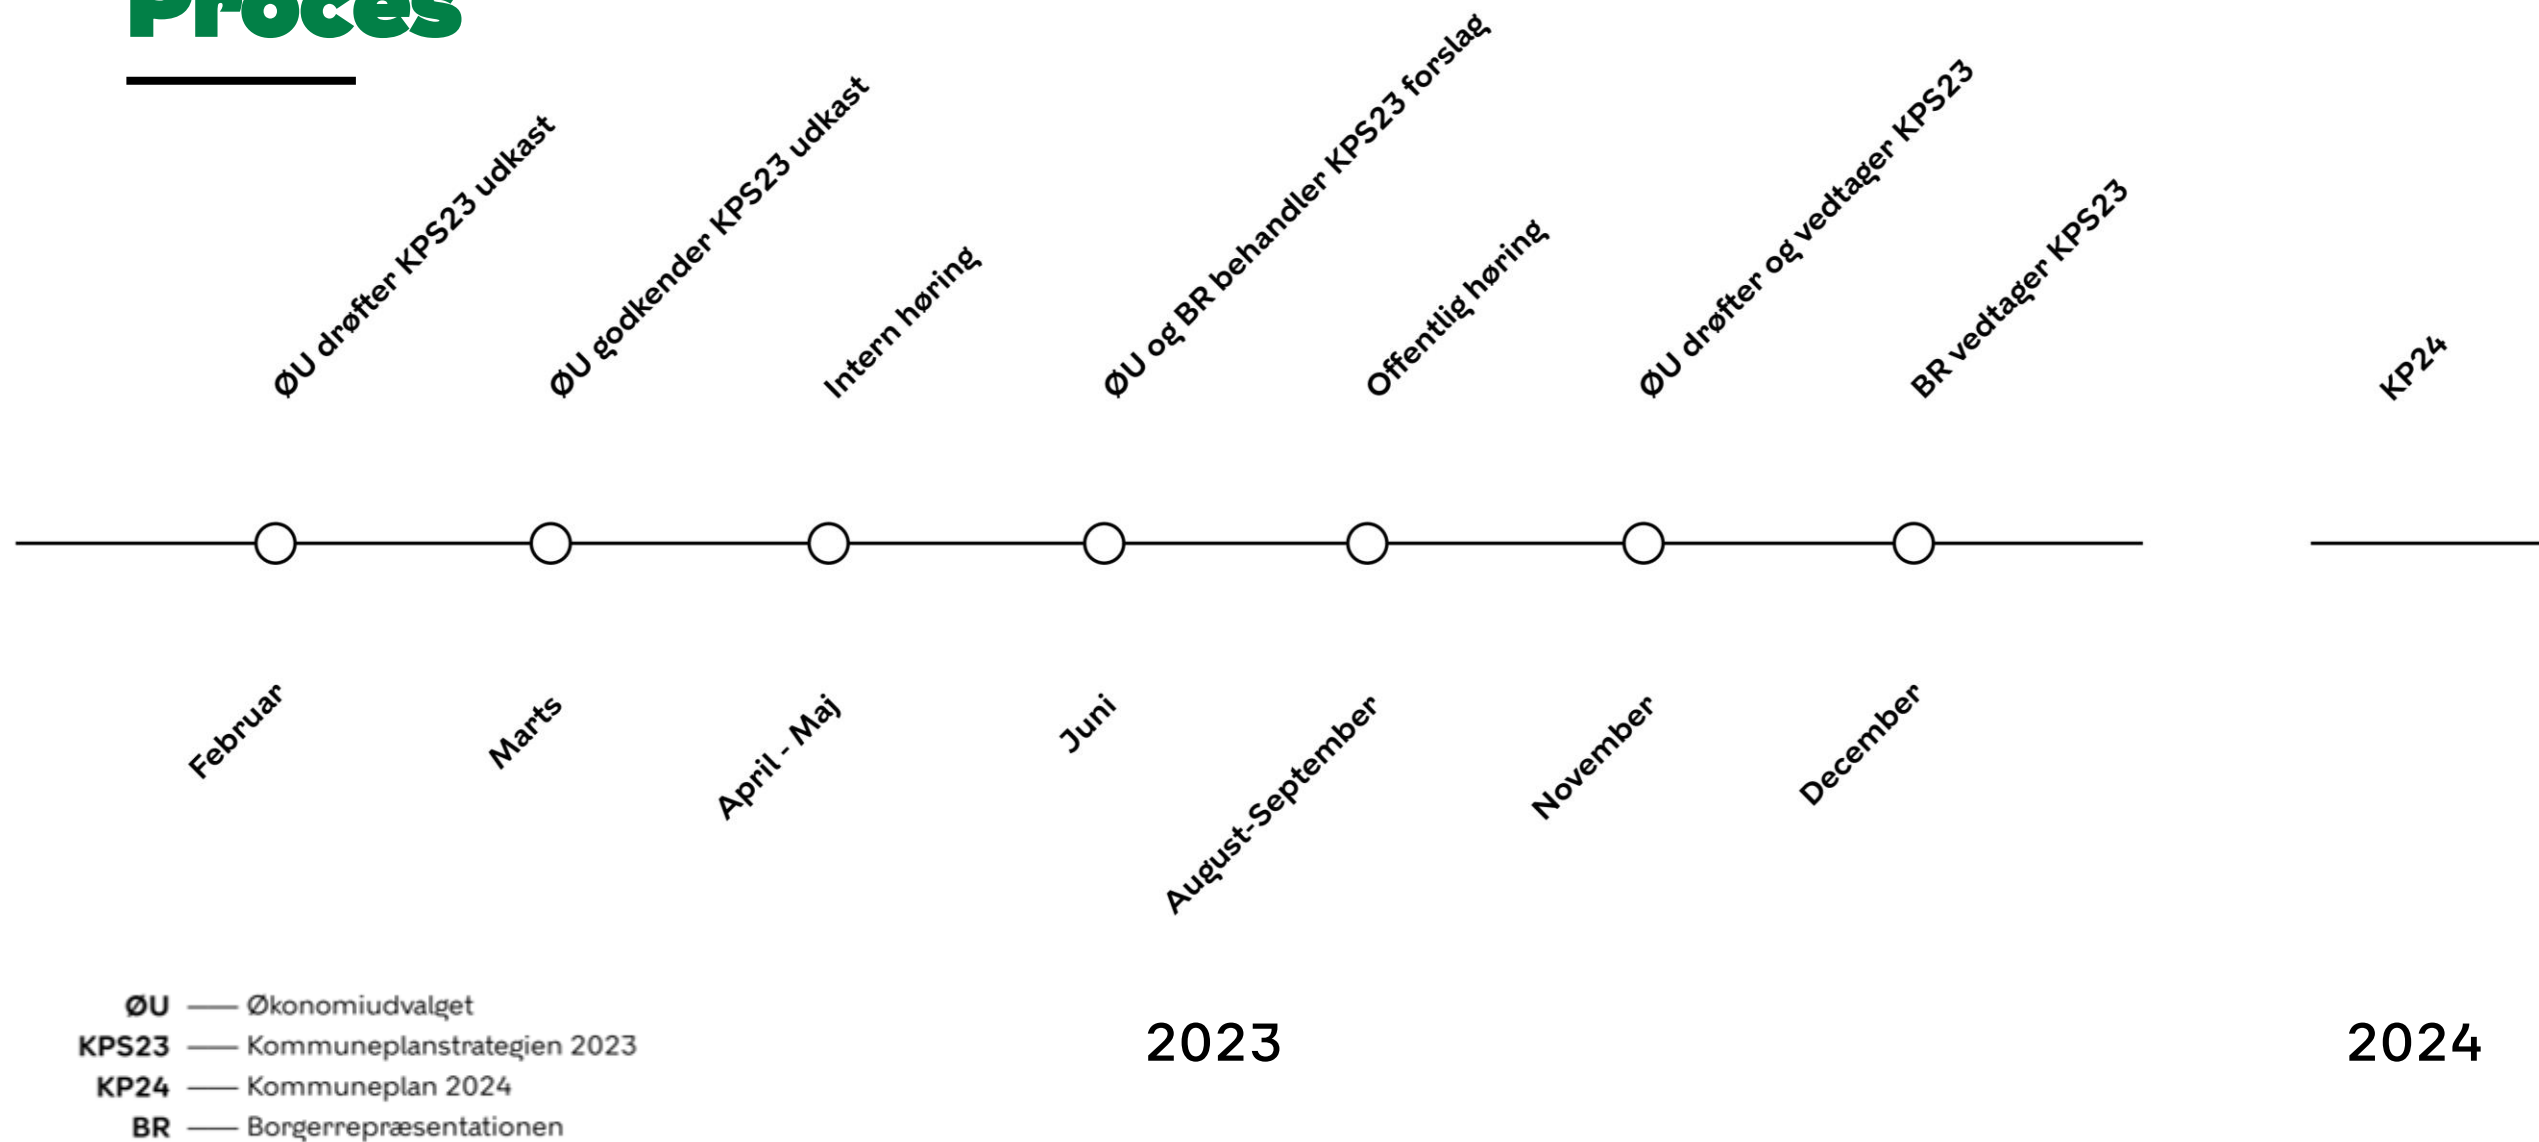 Proces
ØU drøfter KPS23 udkast
ØU godkender KPS23 udkast
Intern høring
ØU og BR behandler KPS23 forslag
Offentlig høring
ØU drøfter og vedtager KPS23
BR vedtager KPS23
KP24
Februar
Marts
April - Maj
Juni
August-September
November
December
ØU — Økonomiudvalget
KPS23 — Kommuneplanstrategien 2023
KP24 — Kommuneplan 2024
BR — Borgerrepræsentationen
2023
2024